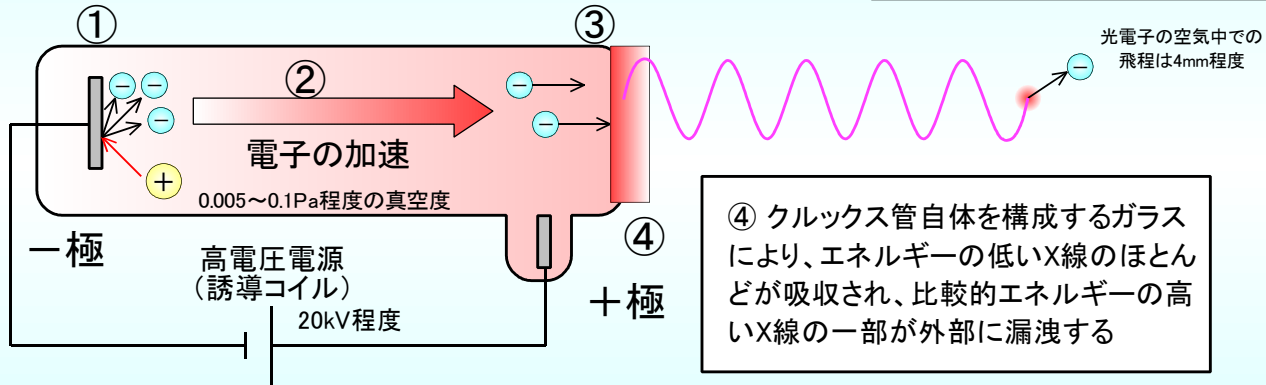 ①
③
光電子の空気中での
飛程は4mm程度
②
電子の加速
0.005～0.1Pa程度の真空度
－極
高電圧電源
（誘導コイル）
20kV程度
＋極
④
④ クルックス管自体を構成するガラス
により、エネルギーの低いX線のほとん
どが吸収され、比較的エネルギーの高
いX線の一部が外部に漏洩する